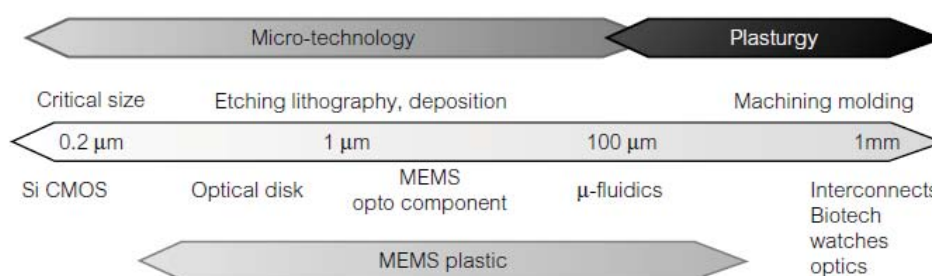 Micro-technology Plasturgy
Critical size Etching lithography, deposition Machining molding
0.2 μm 1 μm 100 μm 1mm
Si CMOS Optical disk MEMS opto component μ-fluidics Interconnects
Biotech
watches
optics
MEMS plastic